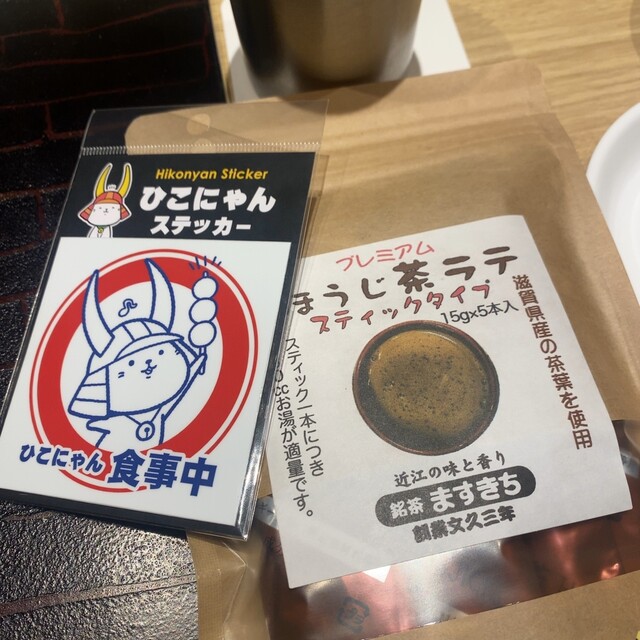 Hikonyan Sticker
ひこにゃん
ステッカー
ひこにゃん 食事中
プレミアム
ほうじ茶ラテ
スティックタイプ
15g×5本入
滋賀県産の茶葉を使用
スティック一本につき
ccお湯が適量です。
近江の味と香り
銘茶 ますきち
創業文久三年